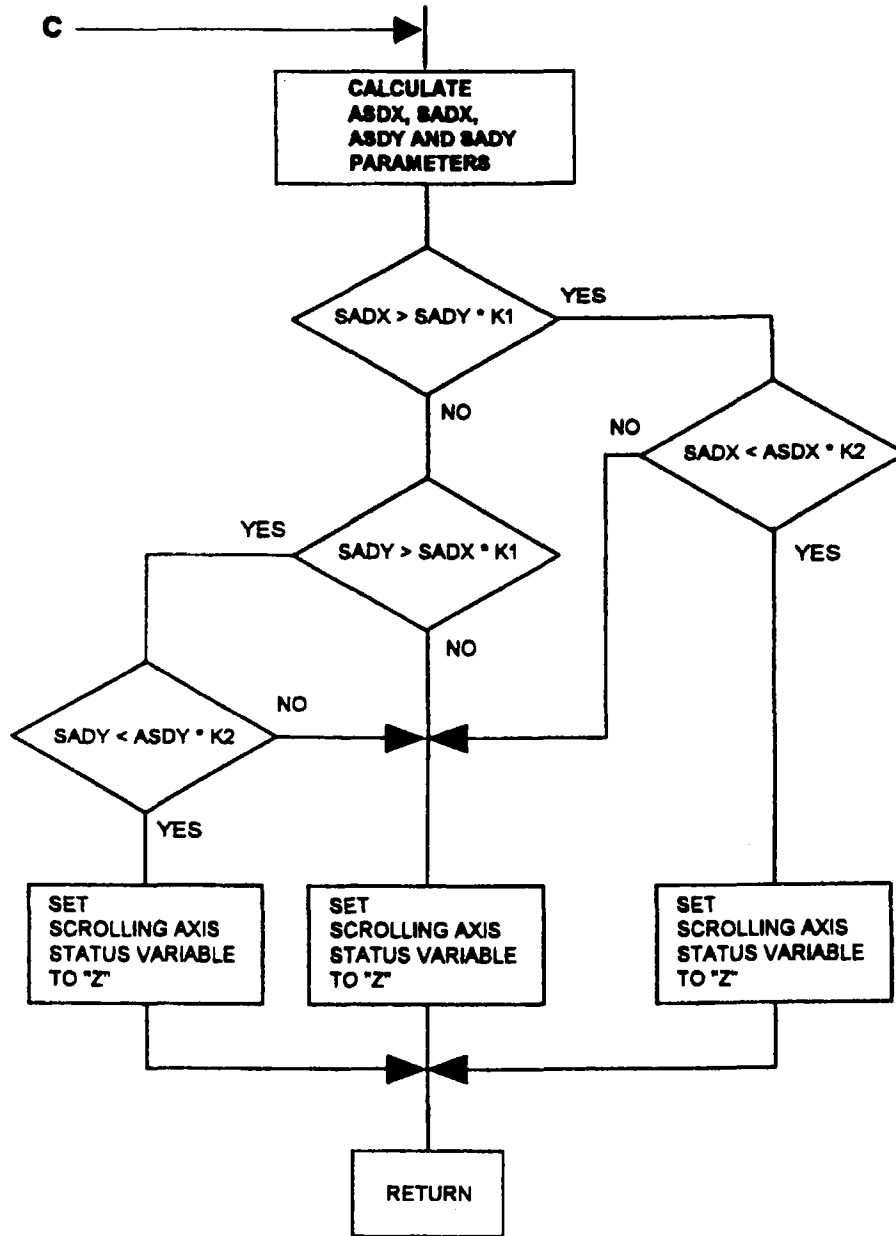 C
CALCULATE
ASDX, SADX,
ASDY AND SADY
PARAMETERS
SADX > SADY * K1
YES
NO
NO
SADX < ASDX * K2
YES
YES
SADY > SADX * K1
NO
SADY < ASDY * K2
NO
YES
SET
SCROLLING AXIS
STATUS VARIABLE
TO "Z"
SET
SCROLLING AXIS
STATUS VARIABLE
TO "Z"
SET
SCROLLING AXIS
STATUS VARIABLE
TO "Z"
RETURN